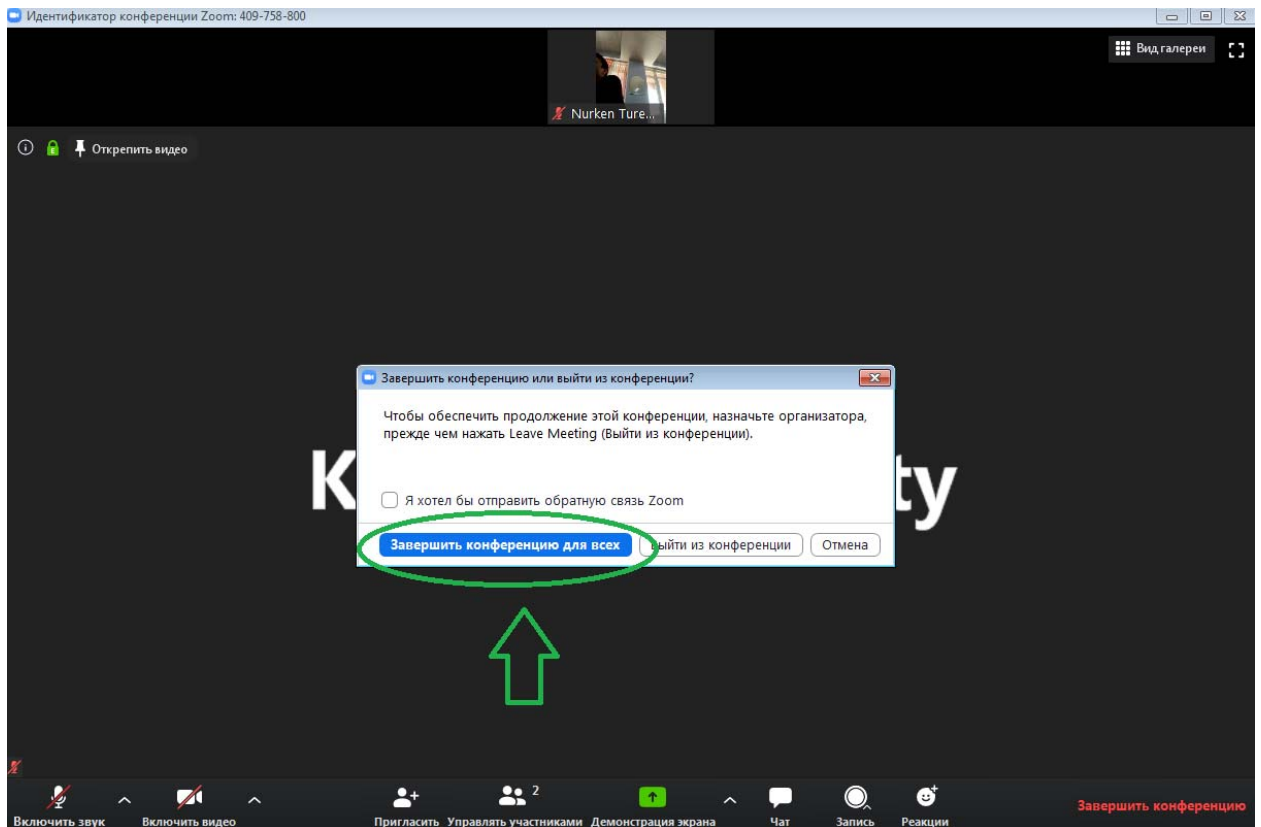 Идентификатор конференции Zoom: 409-758-800
Вид галереи
Nurken Ture...
Открепить видео
Завершить конференцию или выйти из конференции?
Чтобы обеспечить продолжение этой конференции, назначьте организатора,
прежде чем нажать Leave Meeting (Выйти из конференции).
K
ty
Я хотел бы отправить обратную связь Zoom
Завершить конференцию для всех
Выйти из конференции
Отмена
2
Включить звук
Включить видео
Пригласить
Управлять участниками
Демонстрация экрана
Чат
Запись
Реакции
Завершить конференцию